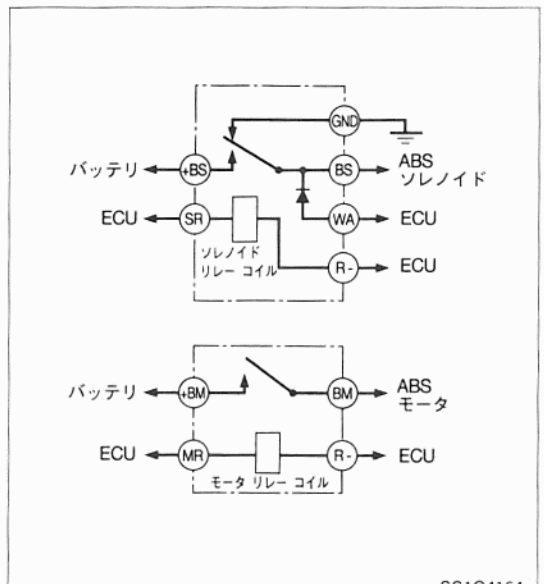 GND
バッテリ
+BS
BS
ABS
ソレノイド
ECU
SR
WA
ECU
ソレノイド
リレー コイル
R-
ECU
バッテリ
+BM
BM
ABS
モータ
ECU
MR
R-
ECU
モータ リレー コイル